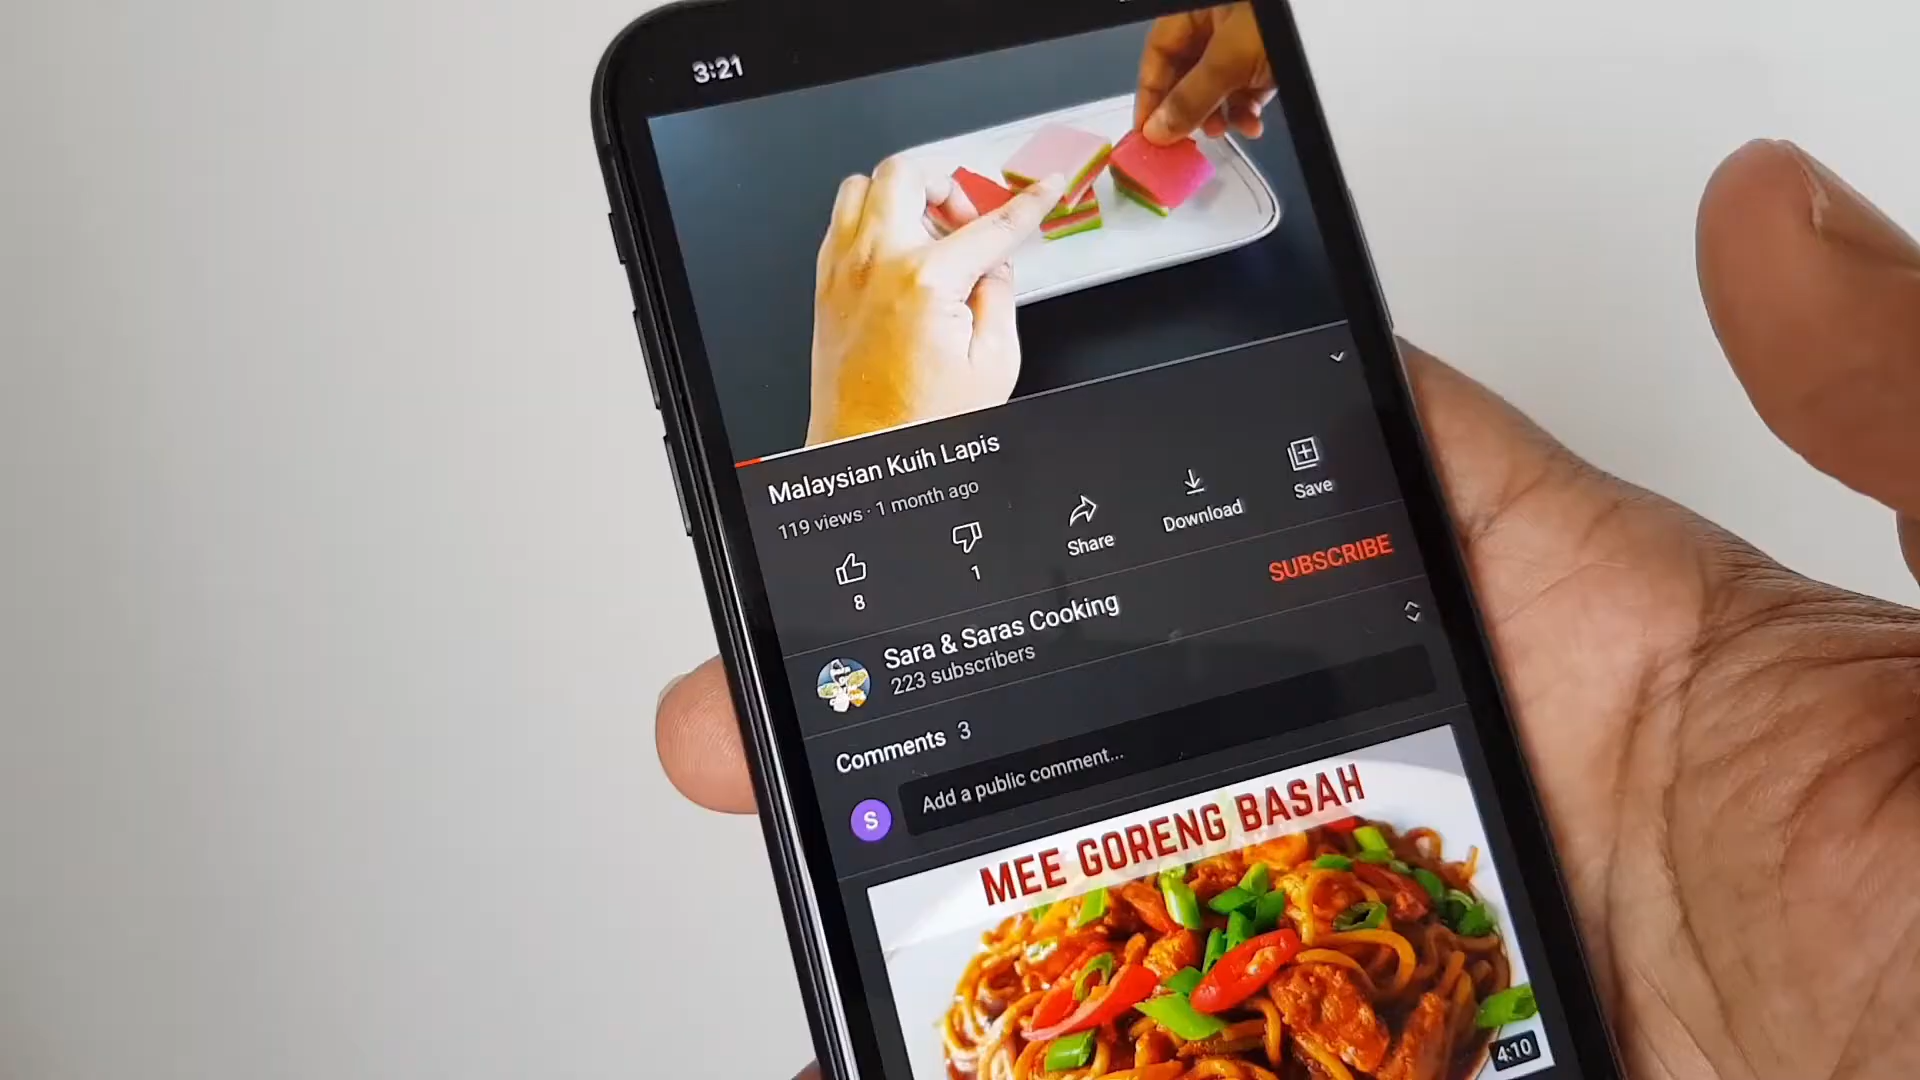 3:21
Malaysian Kuih Lapis
119 views · 1 month ago
8
1
Share
Download
Save
Sara & Saras Cooking
223 subscribers
SUBSCRIBE
Comments 3
S
Add a public comment...
MEE GORENG BASAH
4:10